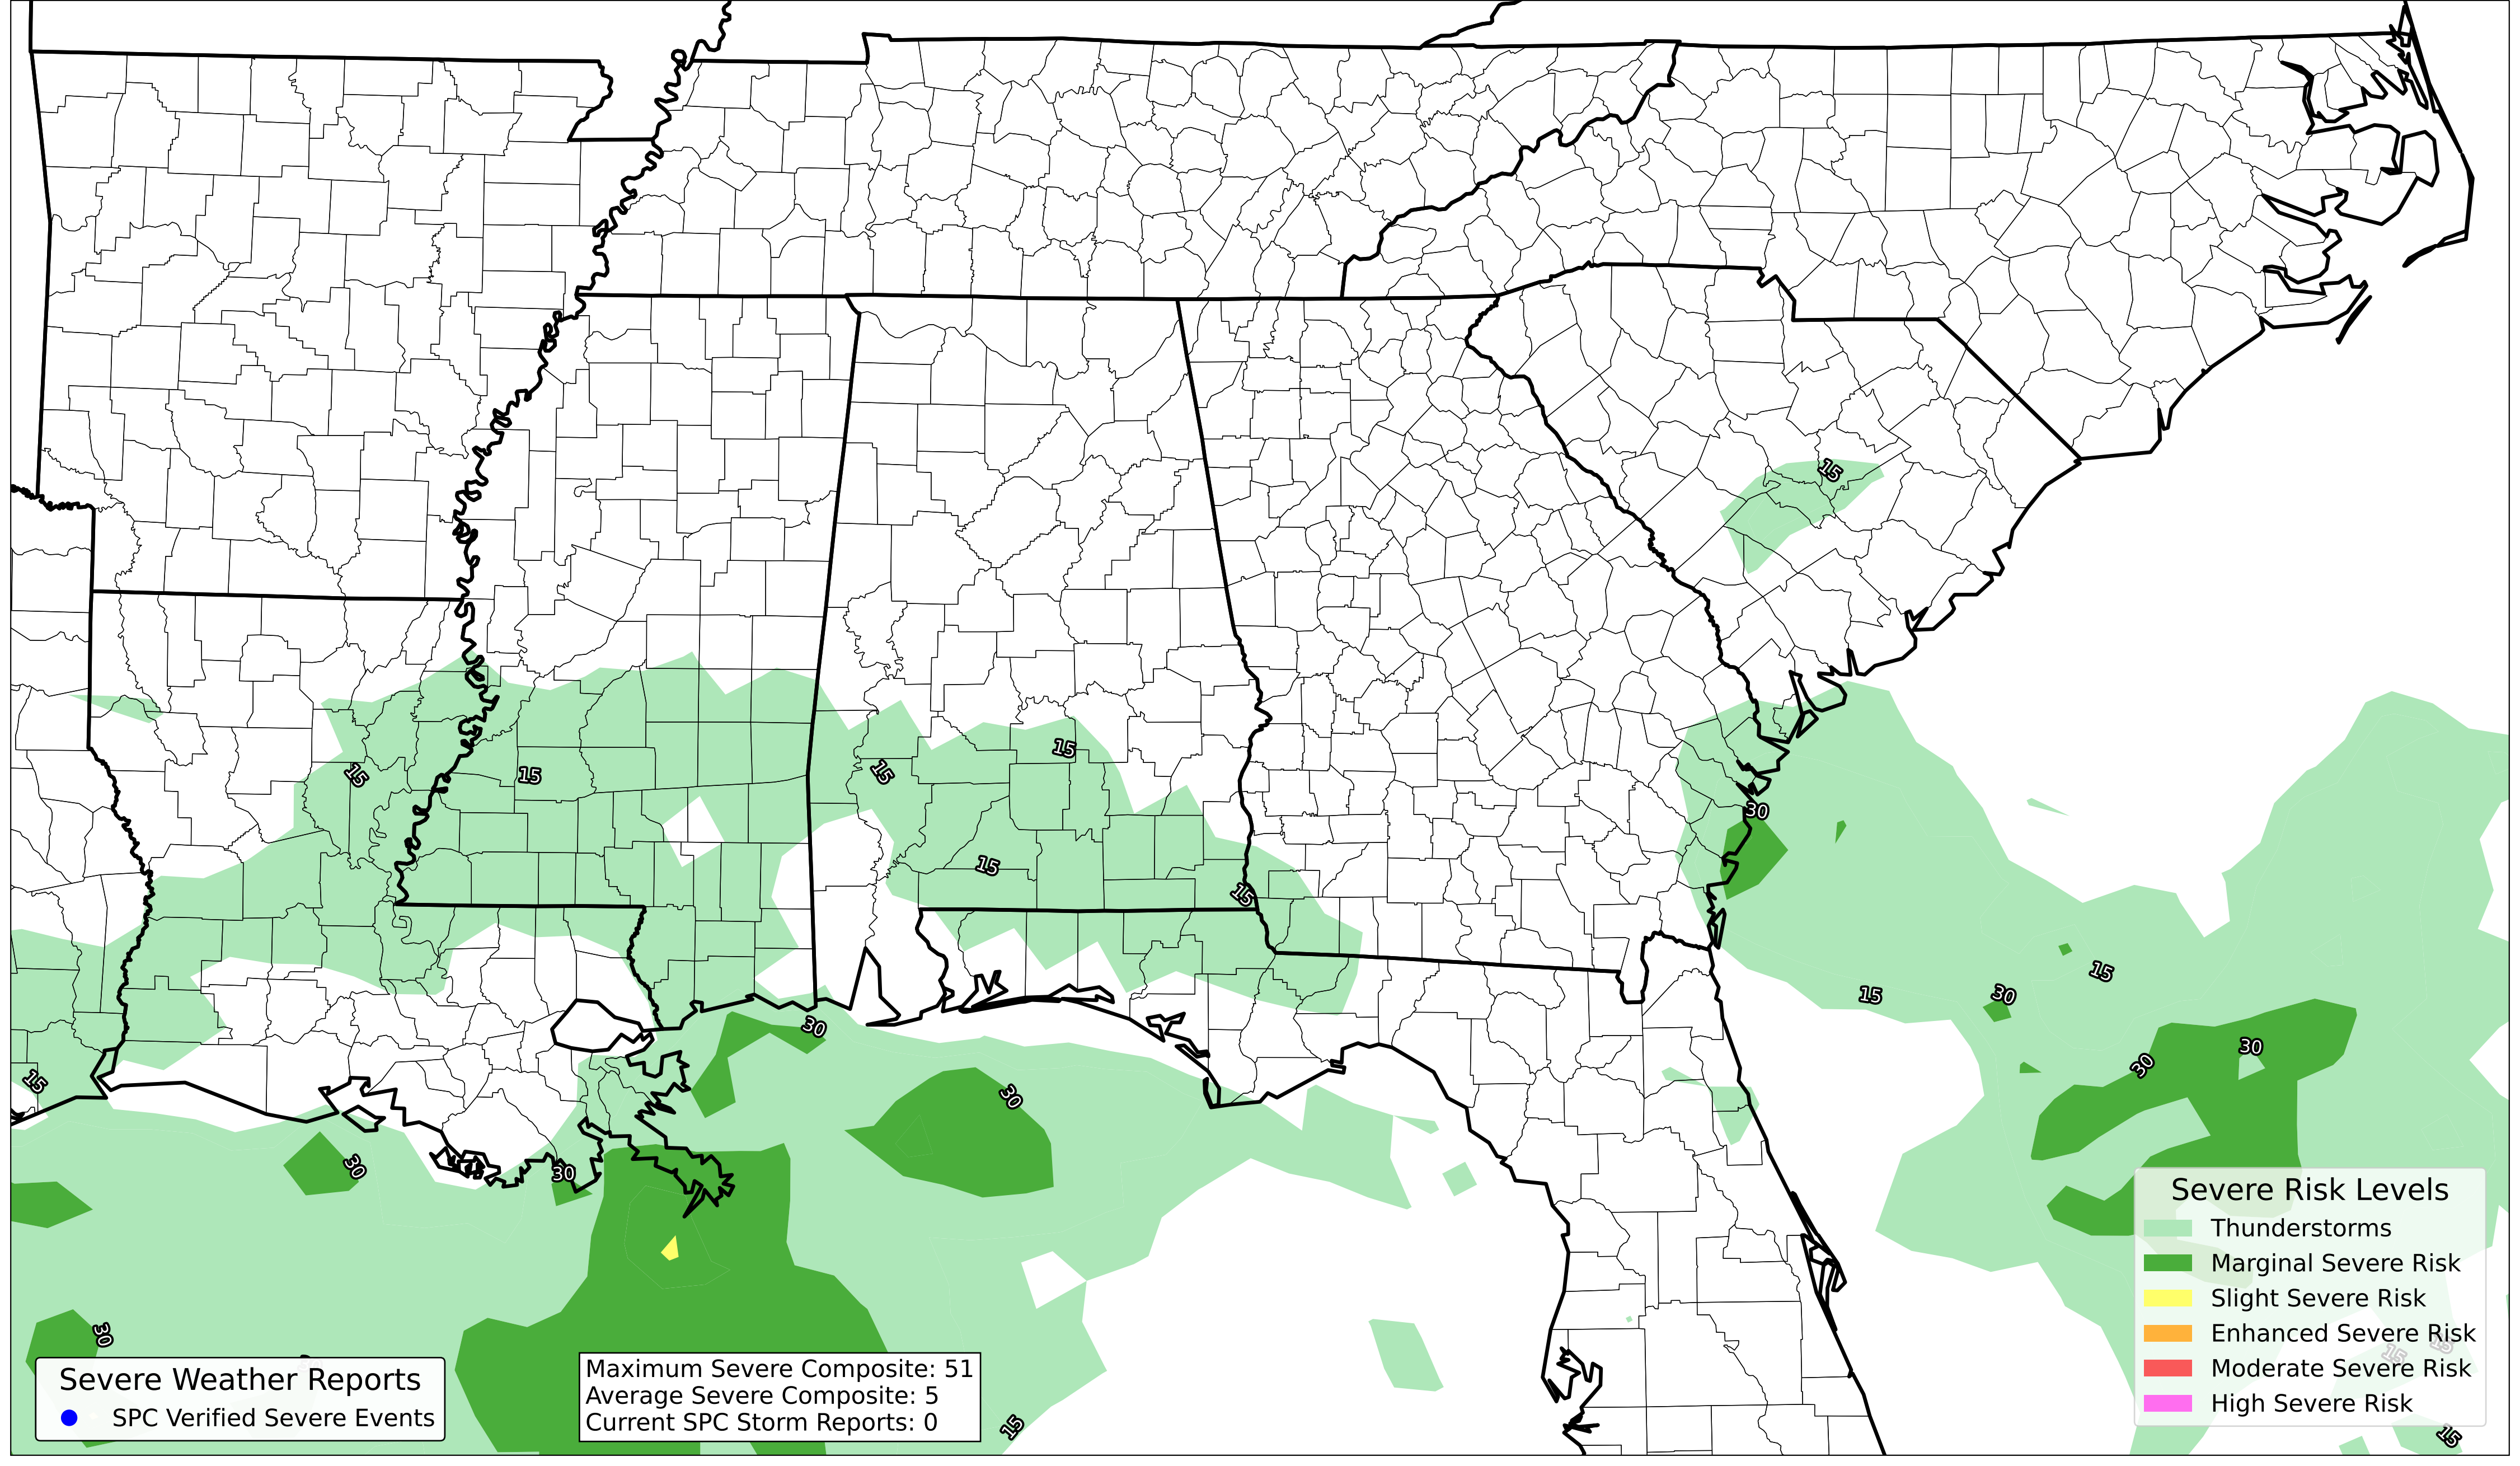 15
15
15
15
15
30
15
15
30
15
15
30
30
30
15
30
30
30
30
15
15
15
15
Severe Risk Levels
Thunderstorms
Marginal Severe Risk
Slight Severe Risk
Enhanced Severe Risk
Moderate Severe Risk
High Severe Risk
Severe Weather Reports
SPC Verified Severe Events
Maximum Severe Composite: 51
Average Severe Composite: 5
Current SPC Storm Reports: 0
15